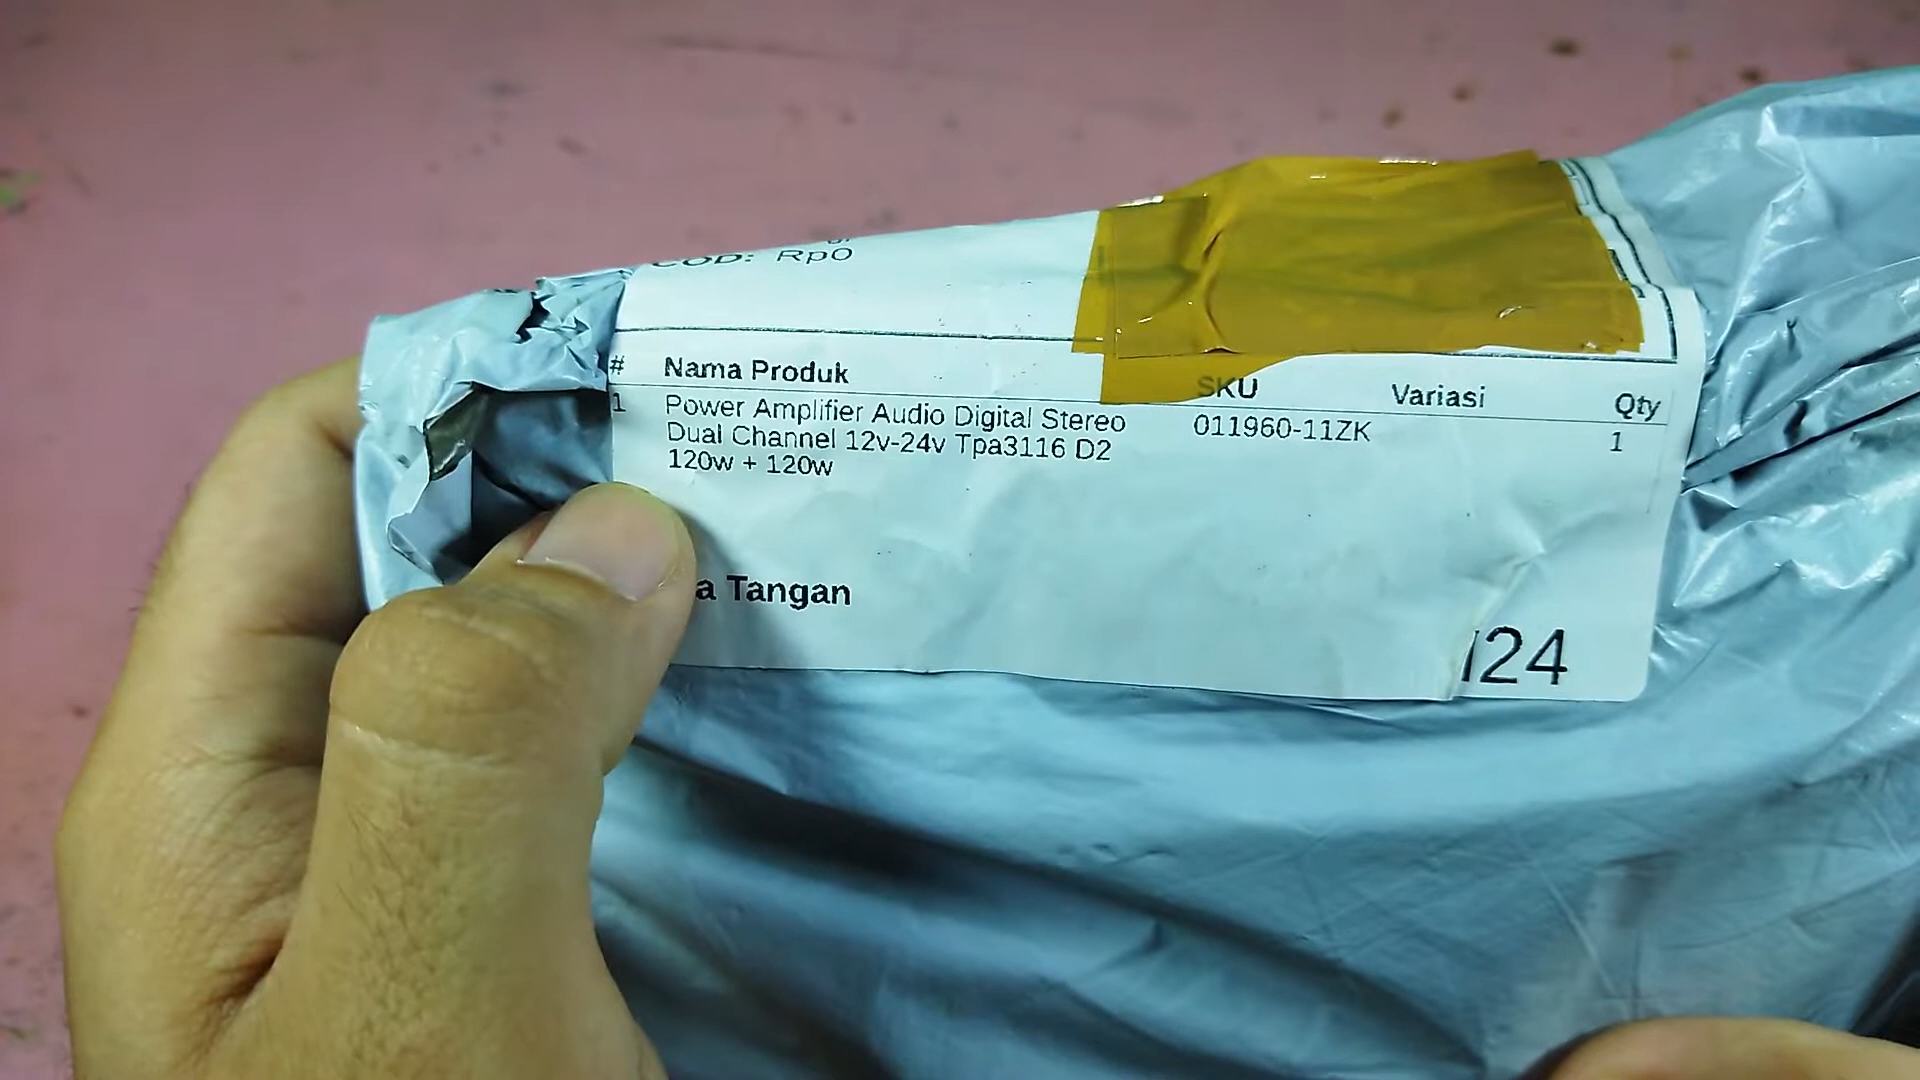 COD: Rp0
# Nama Produk SKU Variasi Qty
1 Power Amplifier Audio Digital Stereo 011960-11ZK 1
Dual Channel 12v-24v Tpa3116 D2
120w + 120w
Tangan
124